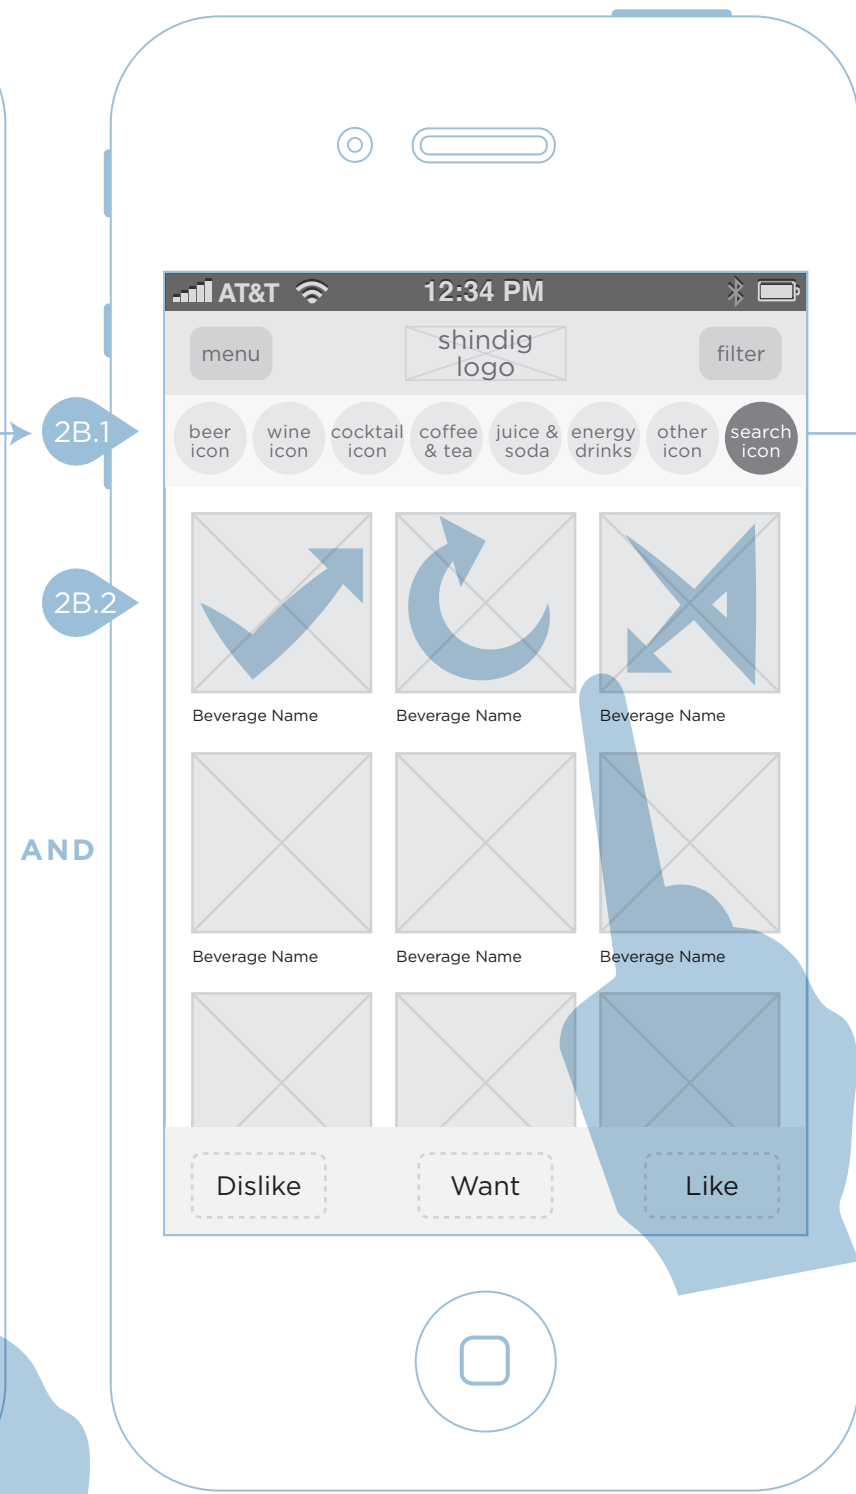 AT&T 12:34 PM
menu
shindig
logo
filter
2B.1
beer
icon
wine
icon
cocktail
icon
coffee
& tea
juice &
soda
energy
drinks
other
icon
search
icon
2B.2
Beverage Name Beverage Name Beverage Name
AND
Beverage Name Beverage Name Beverage Name
Dislike Want Like